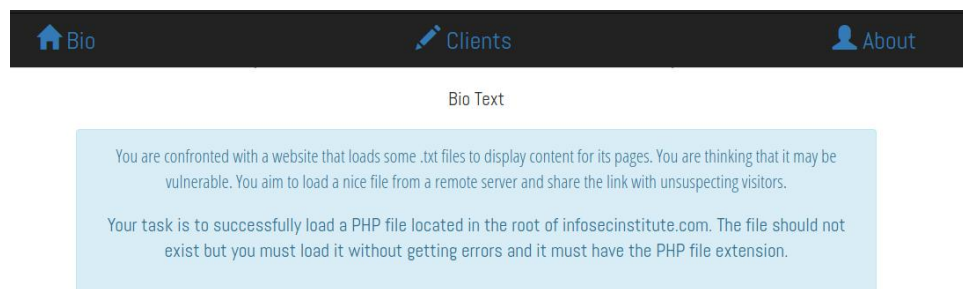 Bio Clients About
Bio Text
You are confronted with a website that loads some .txt files to display content for its pages. You are thinking that it may be
vulnerable. You aim to load a nice file from a remote server and share the link with unsuspecting visitors.
Your task is to successfully load a PHP file located in the root of infosecinstitute.com. The file should not
exist but you must load it without getting errors and it must have the PHP file extension.